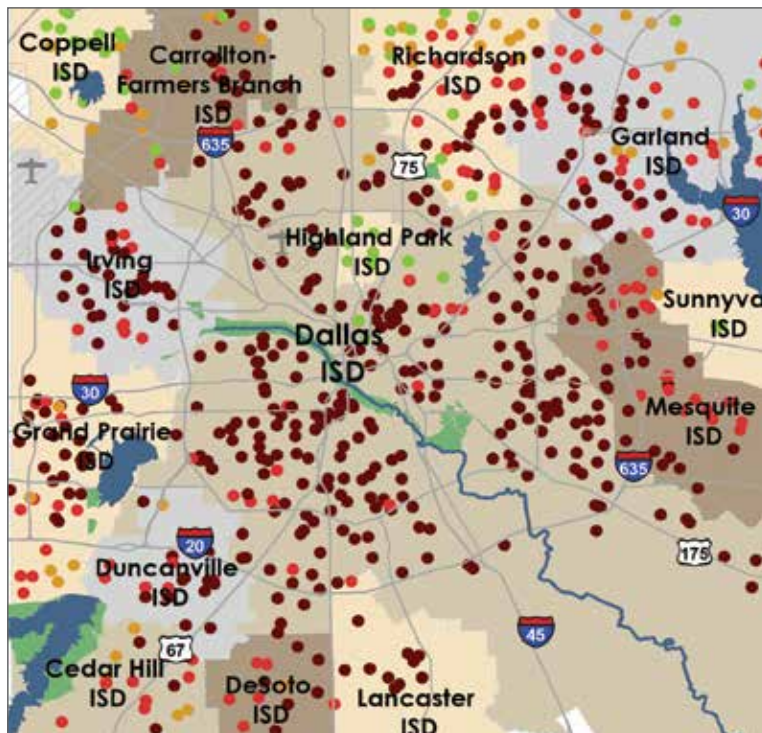 Coppell
ISD
Carrollton-
Farmers Branch
ISD
Richardson
ISD
635
75
Garland
ISD
30
Highland Park
ISD
Irving
ISD
Sunnyva
ISD
Dallas
ISD
30
Mesquite
ISD
Grand Prairie
ISD
635
20
175
Duncanville
ISD
45
67
Cedar Hill
ISD
DeSoto
ISD
Lancaster
ISD